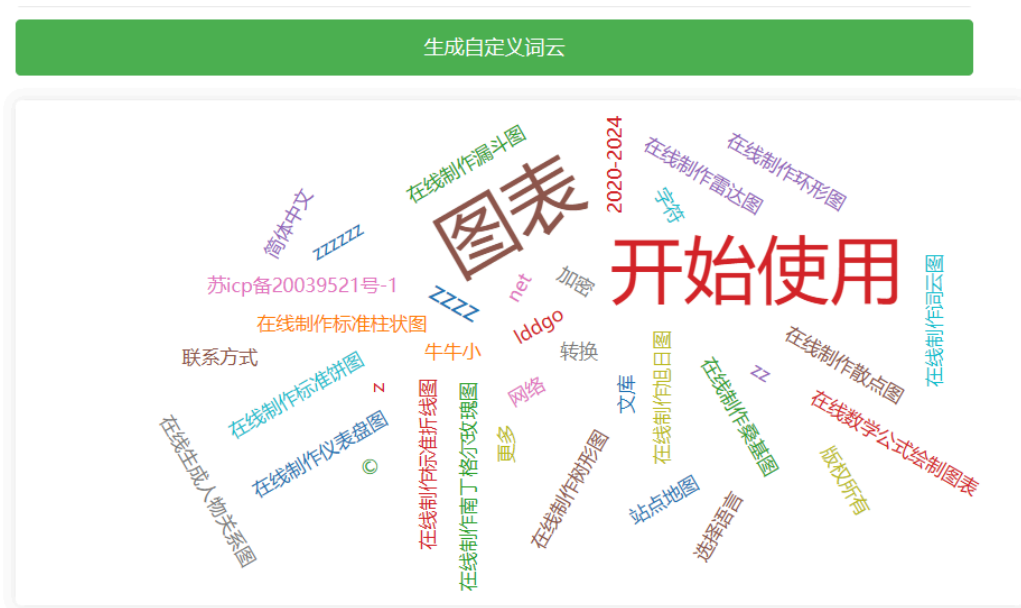 生成自定义词云
在线制作漏斗图
图表
2020-2024
在线制作雷达图
在线制作环形图
字符
简体中文
zzzzzz
开始使用
苏icp备20039521号-1
zzzz
net
加密
在线制作词云图
在线制作标准柱状图
lddgo
联系方式
牛牛小
转换
在线制作散点图
在线制作标准饼图
z
网络
文库
在线制作旭日图
zz
在线制作桑基图
在线数学公式绘制图表
在线制作仪表盘图
©
在线制作标准折线图
在线制作南丁格尔玫瑰图
更多
在线生成人物关系图
在线制作树形图
站点地图
选择语言
版权所有